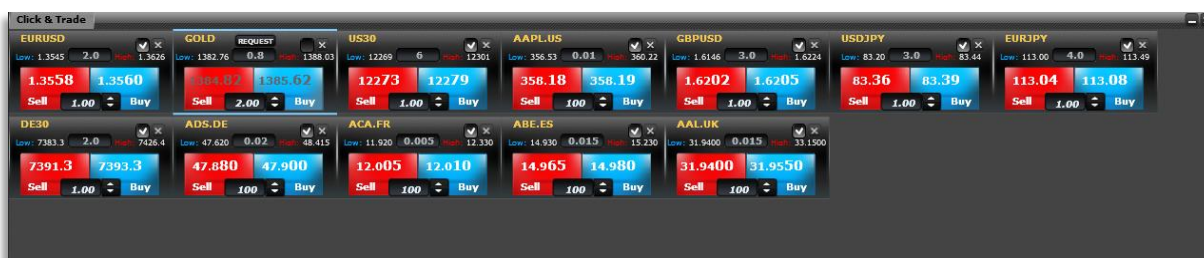 Click & Trade
EURUSD
Low: 1.3545 2.0 High: 1.3626
1.3558 1.3560
Sell 1.00 Buy
GOLD REQUEST
Low: 1382.76 0.8 High: 1388.03
1384.82 1385.62
Sell 2.00 Buy
US30
Low: 12269 6 High: 12301
12273 12279
Sell 1.00 Buy
AAPL.US
Low: 356.53 0.01 High: 360.22
358.18 358.19
Sell 100 Buy
GBPUSD
Low: 1.6146 3.0 High: 1.6224
1.6202 1.6205
Sell 1.00 Buy
USDJPY
Low: 83.20 3.0 High: 83.44
83.36 83.39
Sell 1.00 Buy
EURJPY
Low: 113.00 4.0 High: 113.49
113.04 113.08
Sell 1.00 Buy
DE30
Low: 7383.3 2.0 High: 7426.4
7391.3 7393.3
Sell 1.00 Buy
ADS.DE
Low: 47.620 0.02 High: 48.415
47.880 47.900
Sell 100 Buy
ACA.FR
Low: 11.920 0.005 High: 12.330
12.005 12.010
Sell 100 Buy
ABE.ES
Low: 14.930 0.015 High: 15.230
14.965 14.980
Sell 100 Buy
AAL.UK
Low: 31.9400 0.015 High: 33.1500
31.9400 31.9550
Sell 100 Buy